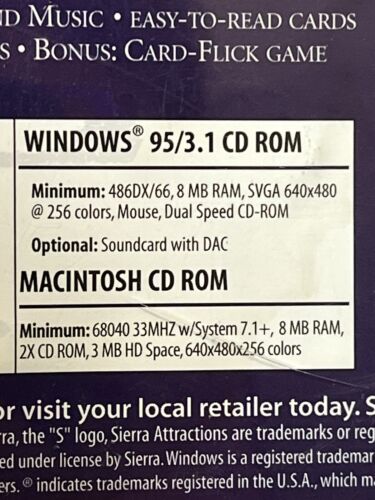 ND MUSIC • EASY-TO-READ CARDS
S • BONUS: CARD-FLICK GAME
WINDOWS® 95/3.1 CD ROM
Minimum: 486DX/66, 8 MB RAM, SVGA 640x480
@ 256 colors, Mouse, Dual Speed CD-ROM
Optional: Soundcard with DAC
MACINTOSH CD ROM
Minimum: 68040 33MHZ w/System 7.1+, 8 MB RAM,
2X CD ROM, 3 MB HD Space, 640x480x256 colors
or visit your local retailer today. S
rra, the "S" logo, Sierra Attractions are trademarks or reg
ed under license by Sierra. Windows is a registered trademar
ers. ® indicates trademarks registered in the U.S.A., which ma